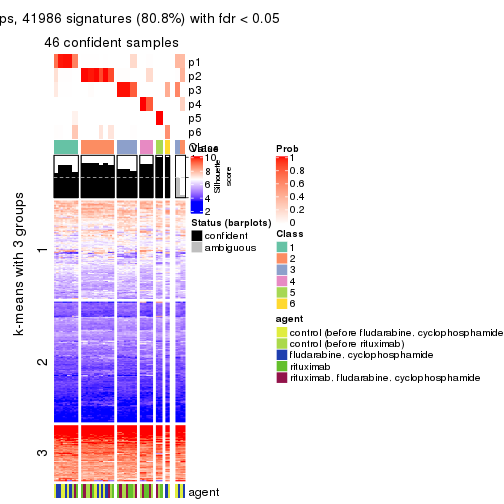 ps, 41986 signatures (80.8%) with fdr < 0.05
46 confident samples
p1
p2
p3
p4
p5
p6
Class
Value
10
8
6
4
2
Silhouette
score
Status (barplots)
confident
ambiguous
Prob
1
0.8
0.6
0.4
0.2
0
Class
1
2
3
4
5
6
agent
control (before fludarabine. cyclophosphamide
control (before rituximab)
fludarabine. cyclophosphamide
rituximab
rituximab. fludarabine. cyclophosphamide
k-means with 3 groups
1
2
3
agent